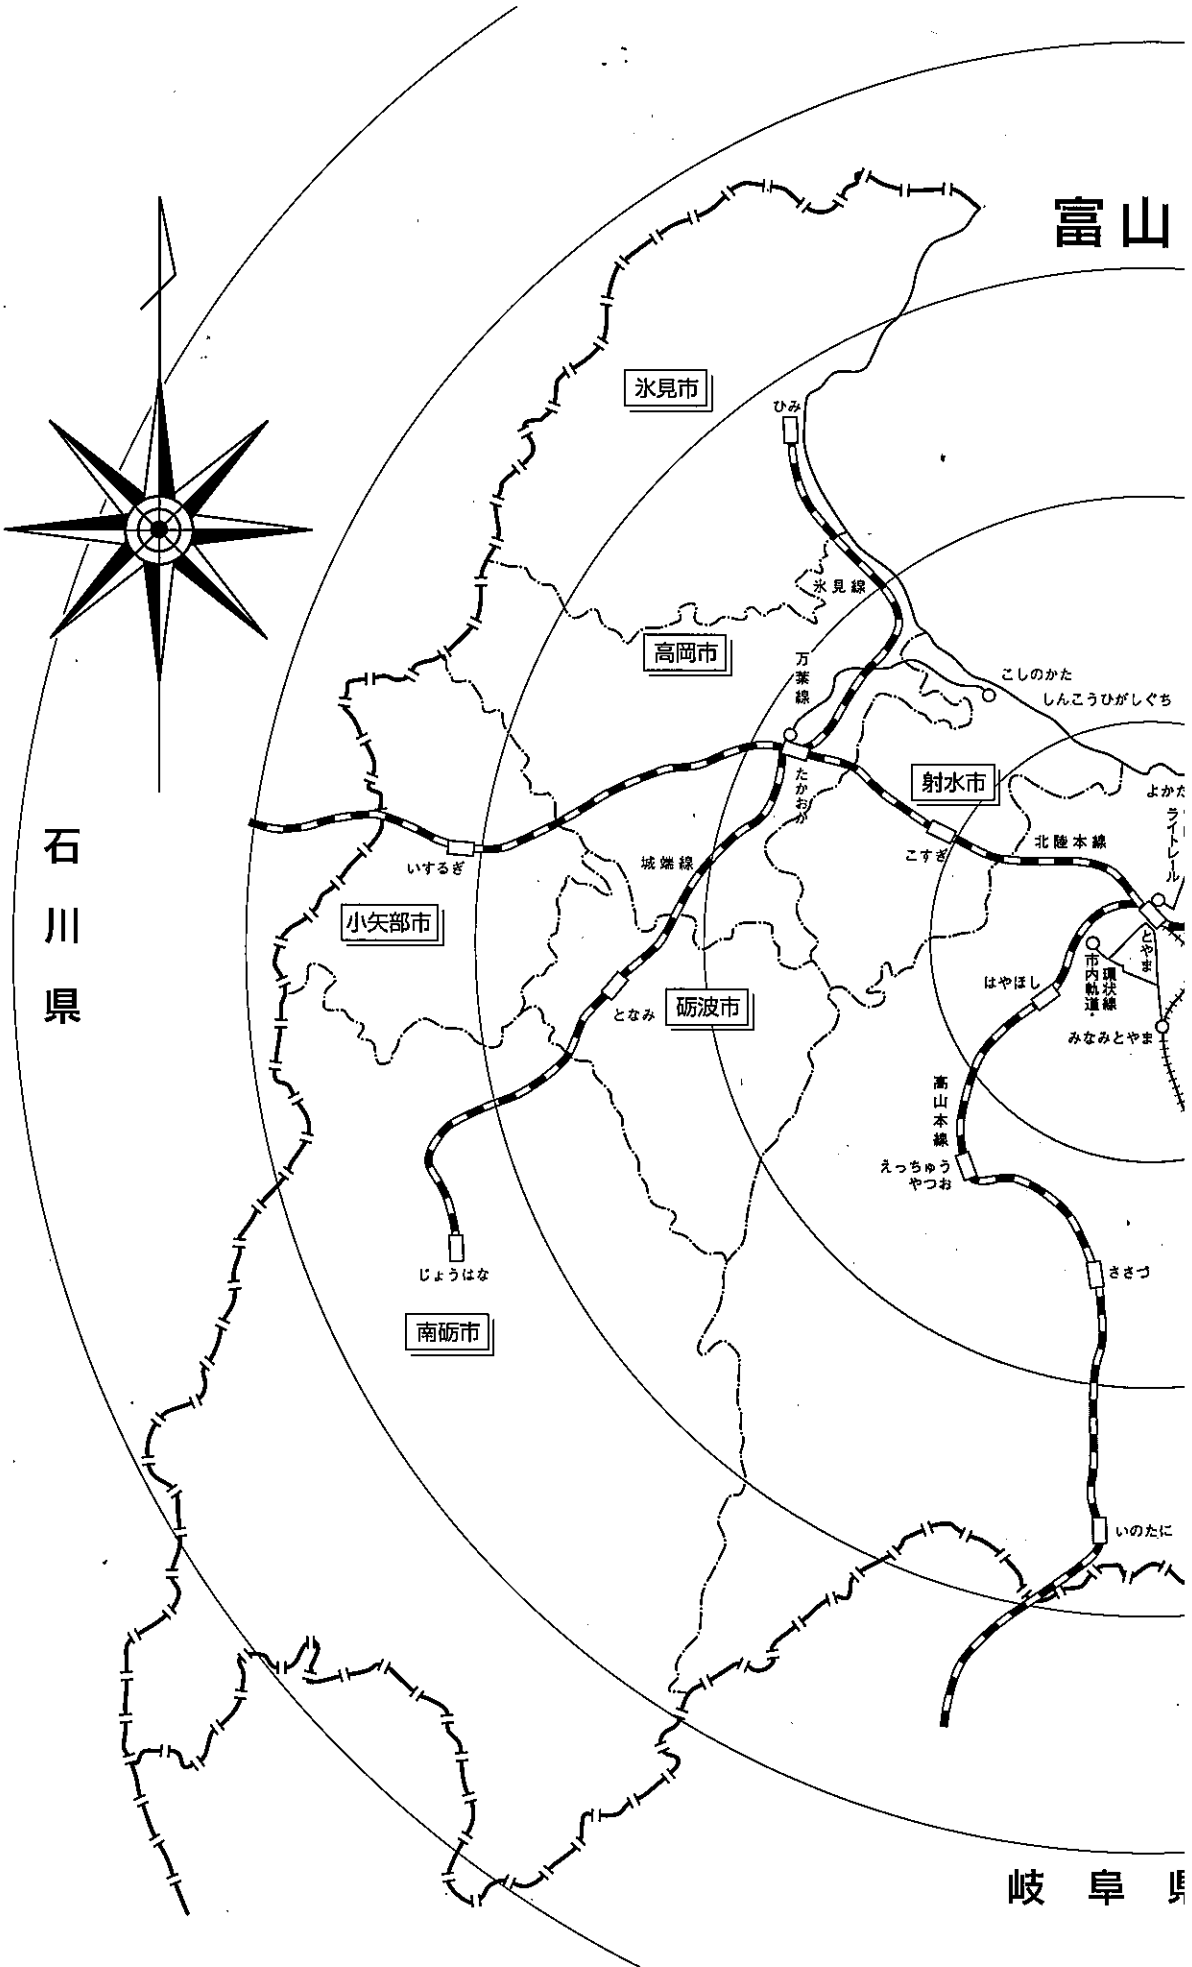 富山
氷見市
ひみ
氷見線
高岡市
万葉線
こしのかた
しんこうひがしぐち
射水市
たかおか
よかた
ライトレール
石川県
いするぎ
城端線
こすぎ
北陸本線
小矢部市
とやま
はやほし
市内軌道・
環状線
となみ
砺波市
みなみとやま
高山本線
えっちゅう
やつお
じょうはな
ささづ
南砺市
いのたに
岐阜県